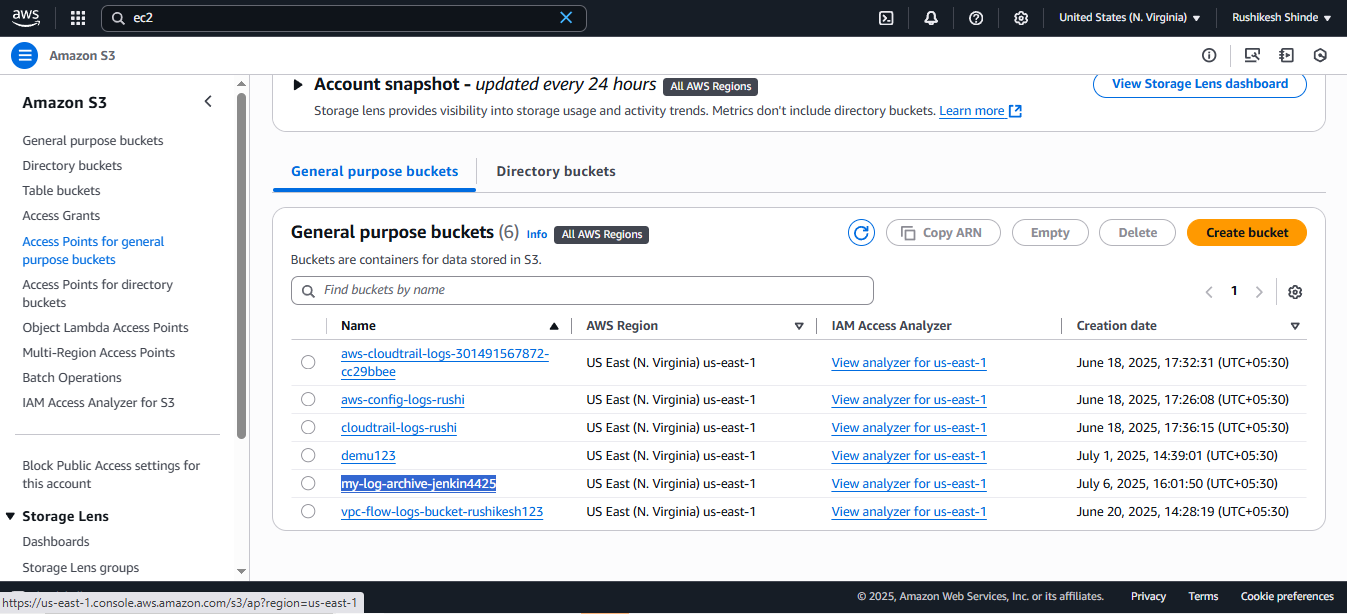 aws
ec2
United States (N. Virginia) ▼
Rushikesh Shinde ▼
Amazon S3
Amazon S3
General purpose buckets
Directory buckets
Table buckets
Access Grants
Access Points for general
purpose buckets
Access Points for directory
buckets
Object Lambda Access Points
Multi-Region Access Points
Batch Operations
IAM Access Analyzer for S3
Block Public Access settings for
this account
Storage Lens
Dashboards
Storage Lens groups
Account snapshot - updated every 24 hours All AWS Regions
View Storage Lens dashboard
Storage lens provides visibility into storage usage and activity trends. Metrics don't include directory buckets. Learn more
General purpose buckets Directory buckets
General purpose buckets (6) Info All AWS Regions
Copy ARN Empty Delete Create bucket
Buckets are containers for data stored in S3.
Find buckets by name
1
Name AWS Region IAM Access Analyzer Creation date
aws-cloudtrail-logs-301491567872-
cc29bbee US East (N. Virginia) us-east-1 View analyzer for us-east-1 June 18, 2025, 17:32:31 (UTC+05:30)
aws-config-logs-rushi US East (N. Virginia) us-east-1 View analyzer for us-east-1 June 18, 2025, 17:26:08 (UTC+05:30)
cloudtrail-logs-rushi US East (N. Virginia) us-east-1 View analyzer for us-east-1 June 18, 2025, 17:36:15 (UTC+05:30)
demu123 US East (N. Virginia) us-east-1 View analyzer for us-east-1 July 1, 2025, 14:39:01 (UTC+05:30)
my-log-archive-jenkin4425 US East (N. Virginia) us-east-1 View analyzer for us-east-1 July 6, 2025, 16:01:50 (UTC+05:30)
vpc-flow-logs-bucket-rushikesh123 US East (N. Virginia) us-east-1 View analyzer for us-east-1 June 20, 2025, 14:28:19 (UTC+05:30)
© 2025, Amazon Web Services, Inc. or its affiliates. Privacy Terms Cookie preferences
https://us-east-1.console.aws.amazon.com/s3/ap?region=us-east-1